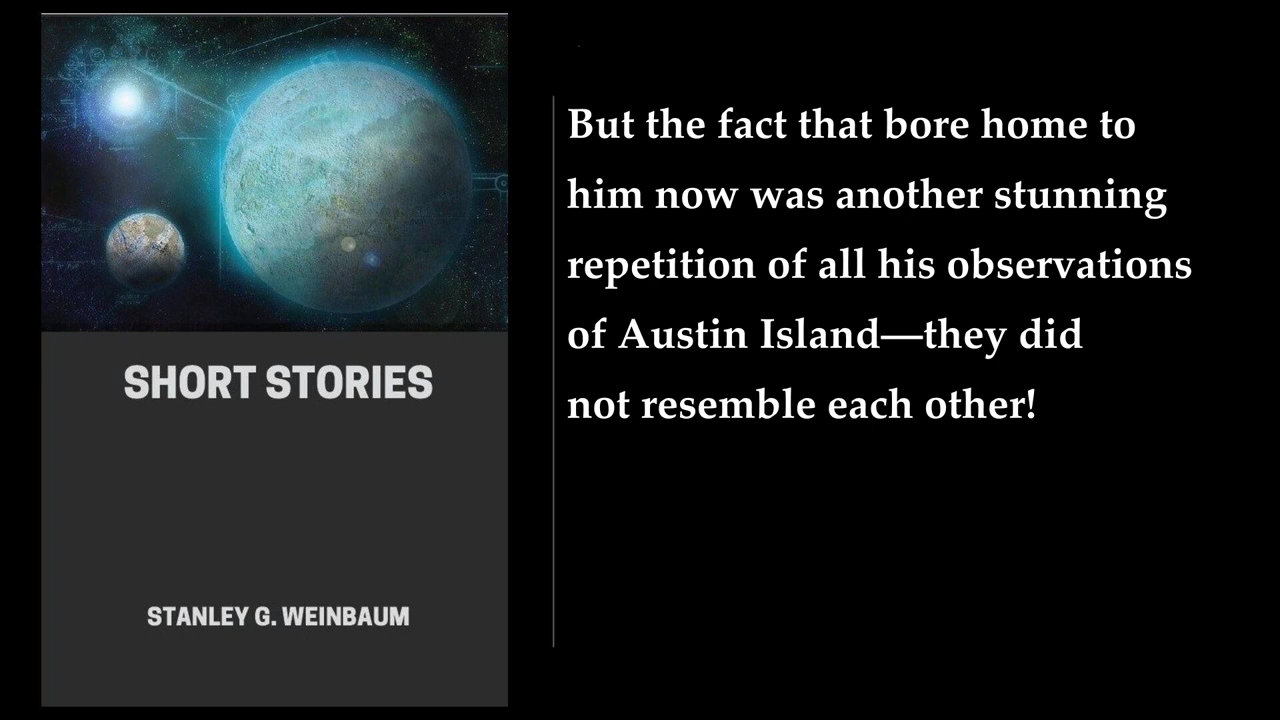 SHORT STORIES
STANLEY G. WEINBAUM
But the fact that bore home to
him now was another stunning
repetition of all his observations
of Austin Island—they did
not resemble each other!